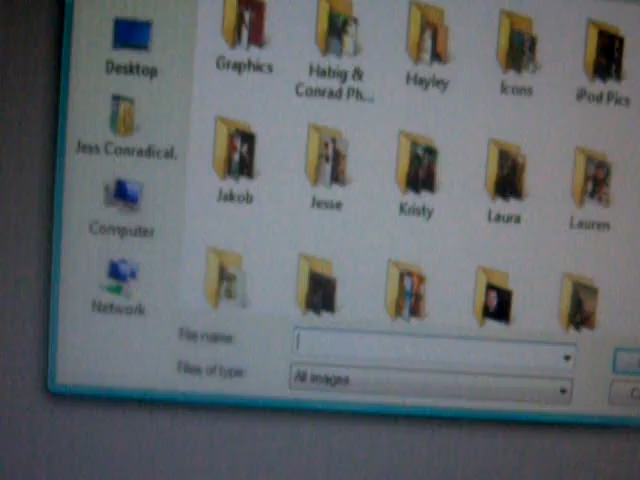 Desktop
Jess Conradical.
Computer
Network
Graphics
Habig &
Conrad Ph...
Hayley
Icons
iPod Pics
Jakob
Jesse
Kristy
Laura
Lauren
File name:
Files of type:
All images